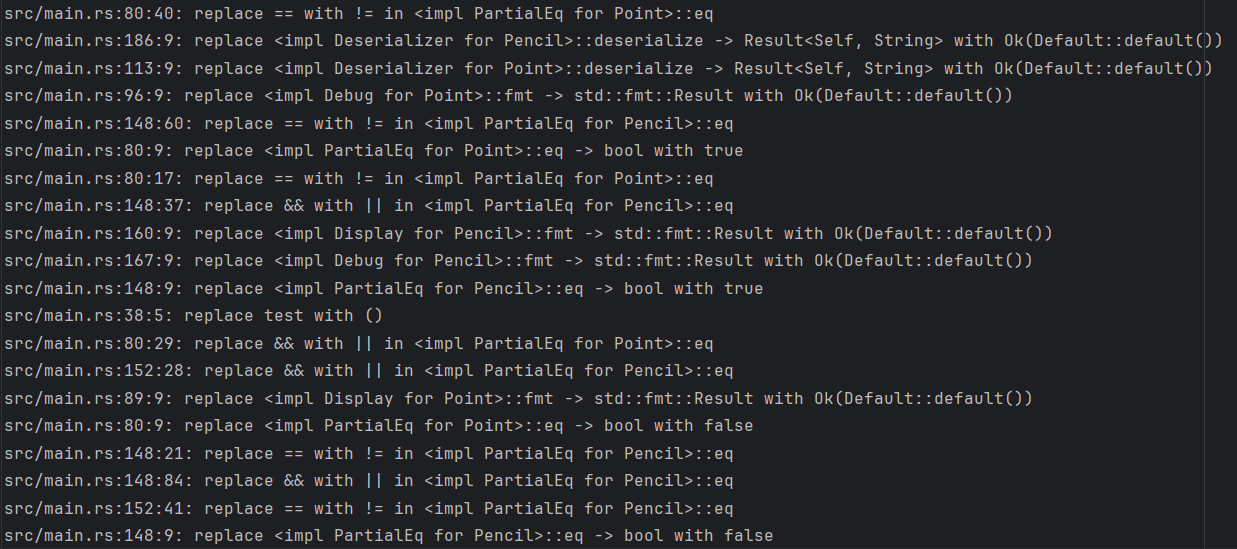 src/main.rs:80:40: replace == with != in <impl PartialEq for Point>::eq
src/main.rs:186:9: replace <impl Deserializer for Pencil>::deserialize -> Result<Self, String> with Ok(Default::default())
src/main.rs:113:9: replace <impl Deserializer for Point>::deserialize -> Result<Self, String> with Ok(Default::default())
src/main.rs:96:9: replace <impl Debug for Point>::fmt -> std::fmt::Result with Ok(Default::default())
src/main.rs:148:60: replace == with != in <impl PartialEq for Pencil>::eq
src/main.rs:80:9: replace <impl PartialEq for Point>::eq -> bool with true
src/main.rs:80:17: replace == with != in <impl PartialEq for Point>::eq
src/main.rs:148:37: replace && with || in <impl PartialEq for Pencil>::eq
src/main.rs:160:9: replace <impl Display for Pencil>::fmt -> std::fmt::Result with Ok(Default::default())
src/main.rs:167:9: replace <impl Debug for Pencil>::fmt -> std::fmt::Result with Ok(Default::default())
src/main.rs:148:9: replace <impl PartialEq for Pencil>::eq -> bool with true
src/main.rs:38:5: replace test with ()
src/main.rs:80:29: replace && with || in <impl PartialEq for Point>::eq
src/main.rs:152:28: replace && with || in <impl PartialEq for Pencil>::eq
src/main.rs:89:9: replace <impl Display for Point>::fmt -> std::fmt::Result with Ok(Default::default())
src/main.rs:80:9: replace <impl PartialEq for Point>::eq -> bool with false
src/main.rs:148:21: replace == with != in <impl PartialEq for Pencil>::eq
src/main.rs:148:84: replace && with || in <impl PartialEq for Pencil>::eq
src/main.rs:152:41: replace == with != in <impl PartialEq for Pencil>::eq
src/main.rs:148:9: replace <impl PartialEq for Pencil>::eq -> bool with false